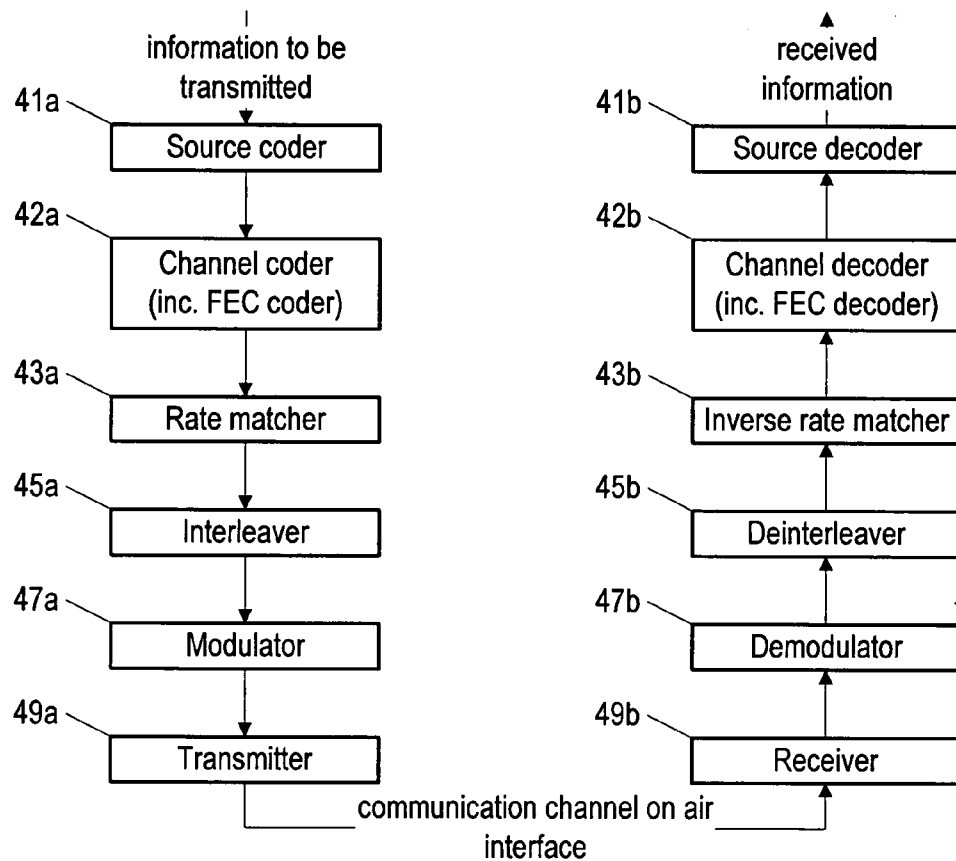 information to be
transmitted
41a
Source coder
42a
Channel coder
(inc. FEC coder)
43a
Rate matcher
45a
Interleaver
47a
Modulator
49a
Transmitter
communication channel on air
interface
received
information
41b
Source decoder
42b
Channel decoder
(inc. FEC decoder)
43b
Inverse rate matcher
45b
Deinterleaver
47b
Demodulator
49b
Receiver